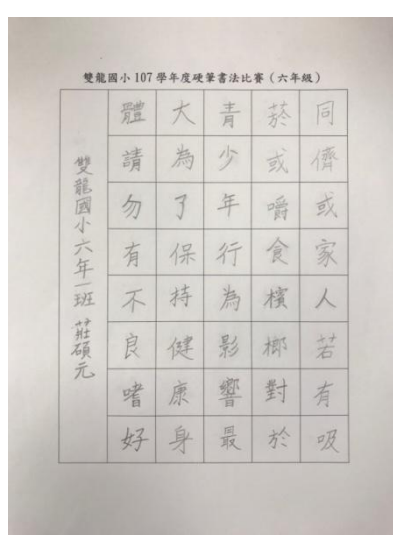 雙龍國小107學年度硬筆書法比賽(六年級)
同儕或家人若有吸
菸或嚼食檳榔對於
青少年行為影響最
大為了保持健康身
體請勿有不良嗜好
雙龍國小六年一班 莊碩元